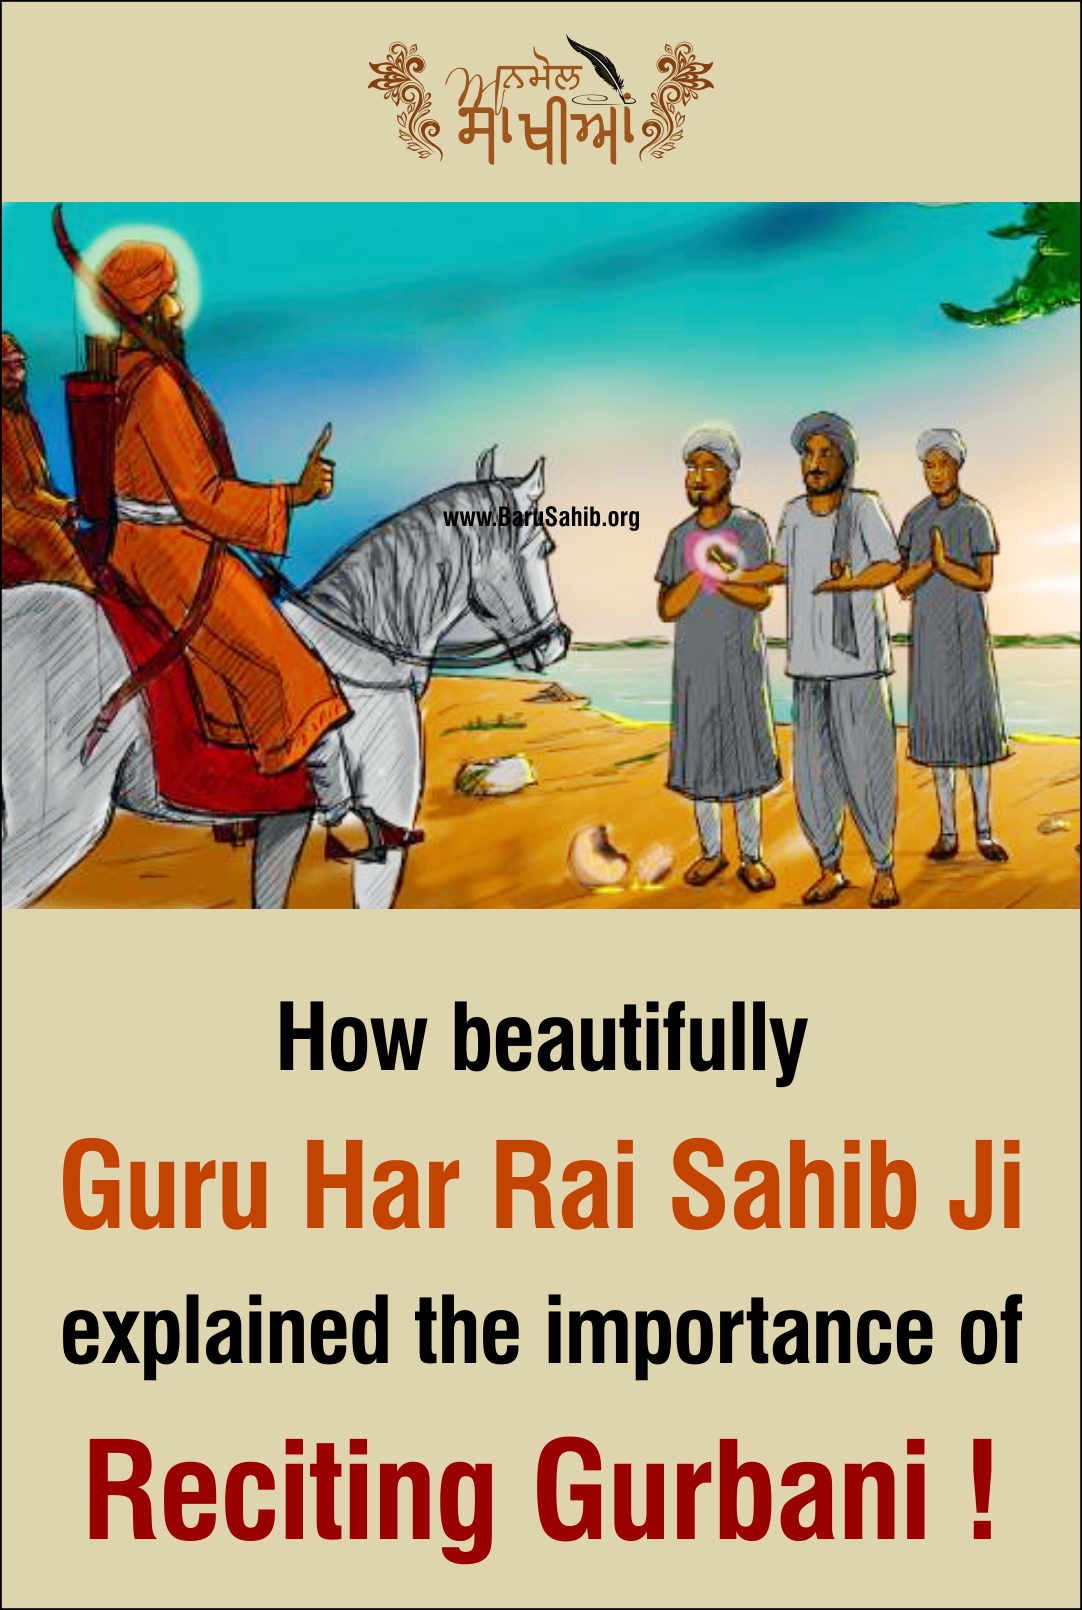 ਅਨਮੋਲ
ਸਾਖੀਆਂ
www.BaruSahib.org
How beautifully
Guru Har Rai Sahib Ji
explained the importance of
Reciting Gurbani !